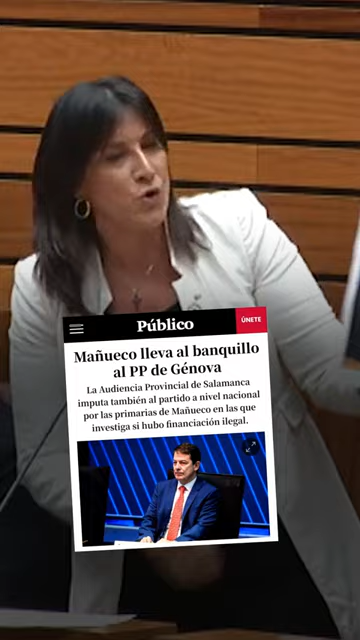 Público
ÚNETE
Mañueco lleva al banquillo
al PP de Génova
La Audiencia Provincial de Salamanca
imputa también al partido a nivel nacional
por las primarias de Mañueco en las que
investiga si hubo financiación ilegal.